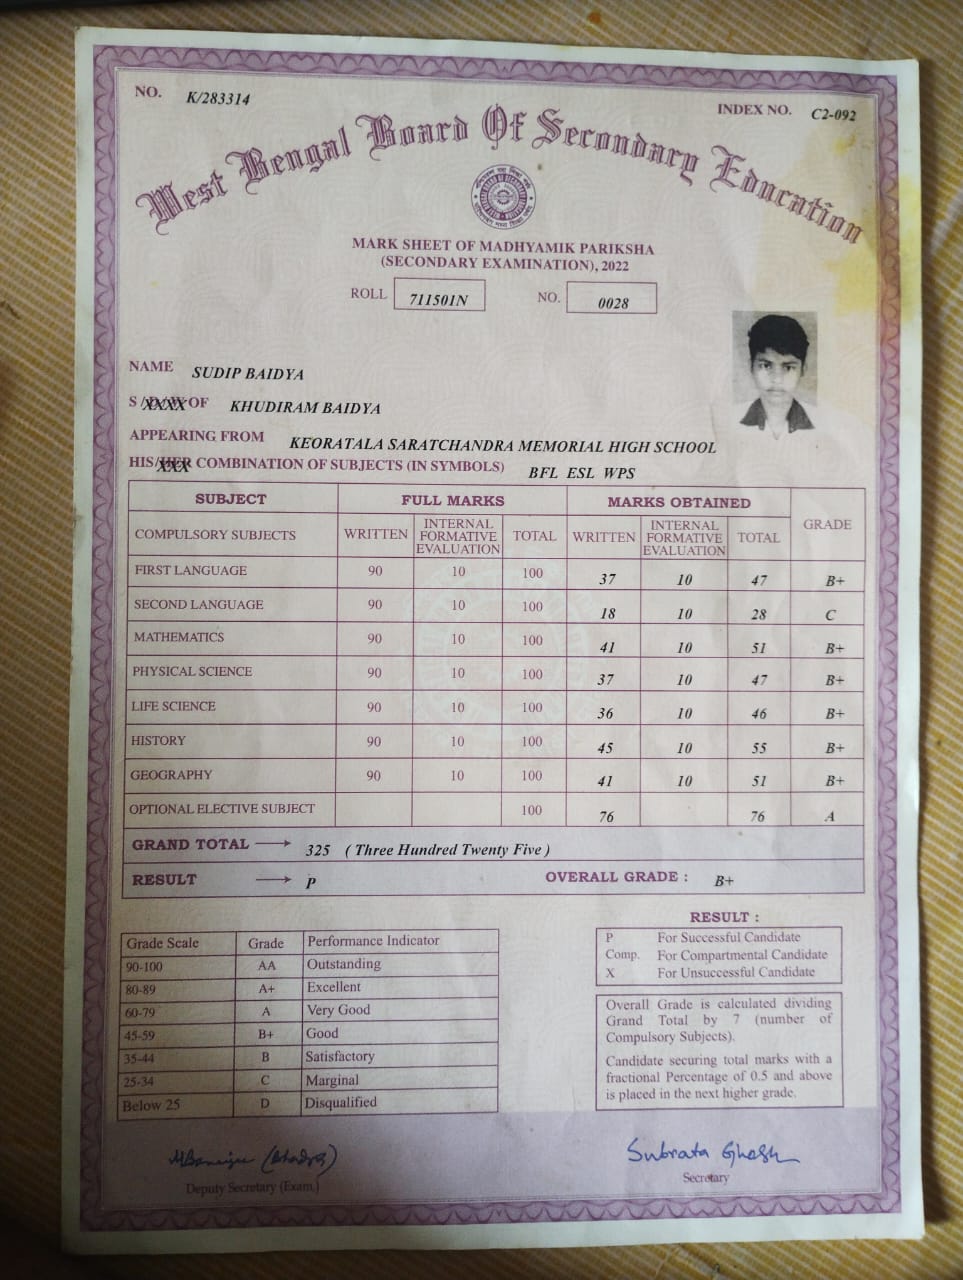 NO. K/283314 INDEX NO. C2-092
West Bengal Board Of Secondary Education
MARK SHEET OF MADHYAMIK PARIKSHA
(SECONDARY EXAMINATION), 2022
ROLL 711501N NO. 0028
NAME SUDIP BAIDYA
S /XXXX OF KHUDIRAM BAIDYA
APPEARING FROM KEORATALA SARATCHANDRA MEMORIAL HIGH SCHOOL
HIS/XXX COMBINATION OF SUBJECTS (IN SYMBOLS) BFL ESL WPS
SUBJECT FULL MARKS MARKS OBTAINED GRADE
COMPULSORY SUBJECTS WRITTEN INTERNAL FORMATIVE EVALUATION TOTAL WRITTEN INTERNAL FORMATIVE EVALUATION TOTAL
FIRST LANGUAGE 90 10 100 37 10 47 B+
SECOND LANGUAGE 90 10 100 18 10 28 C
MATHEMATICS 90 10 100 41 10 51 B+
PHYSICAL SCIENCE 90 10 100 37 10 47 B+
LIFE SCIENCE 90 10 100 36 10 46 B+
HISTORY 90 10 100 45 10 55 B+
GEOGRAPHY 90 10 100 41 10 51 B+
OPTIONAL ELECTIVE SUBJECT 100 76 76 A
GRAND TOTAL 325 ( Three Hundred Twenty Five )
RESULT P OVERALL GRADE : B+
Grade Scale Grade Performance Indicator
90-100 AA Outstanding
80-89 A+ Excellent
60-79 A Very Good
45-59 B+ Good
35-44 B Satisfactory
25-34 C Marginal
Below 25 D Disqualified
RESULT :
P For Successful Candidate
Comp. For Compartmental Candidate
X For Unsuccessful Candidate
Overall Grade is calculated dividing
Grand Total by 7 (number of
Compulsory Subjects).
Candidate securing total marks with a
fractional Percentage of 0.5 and above
is placed in the next higher grade.
Deputy Secretary (Exam.)
Subrata Ghosh
Secretary